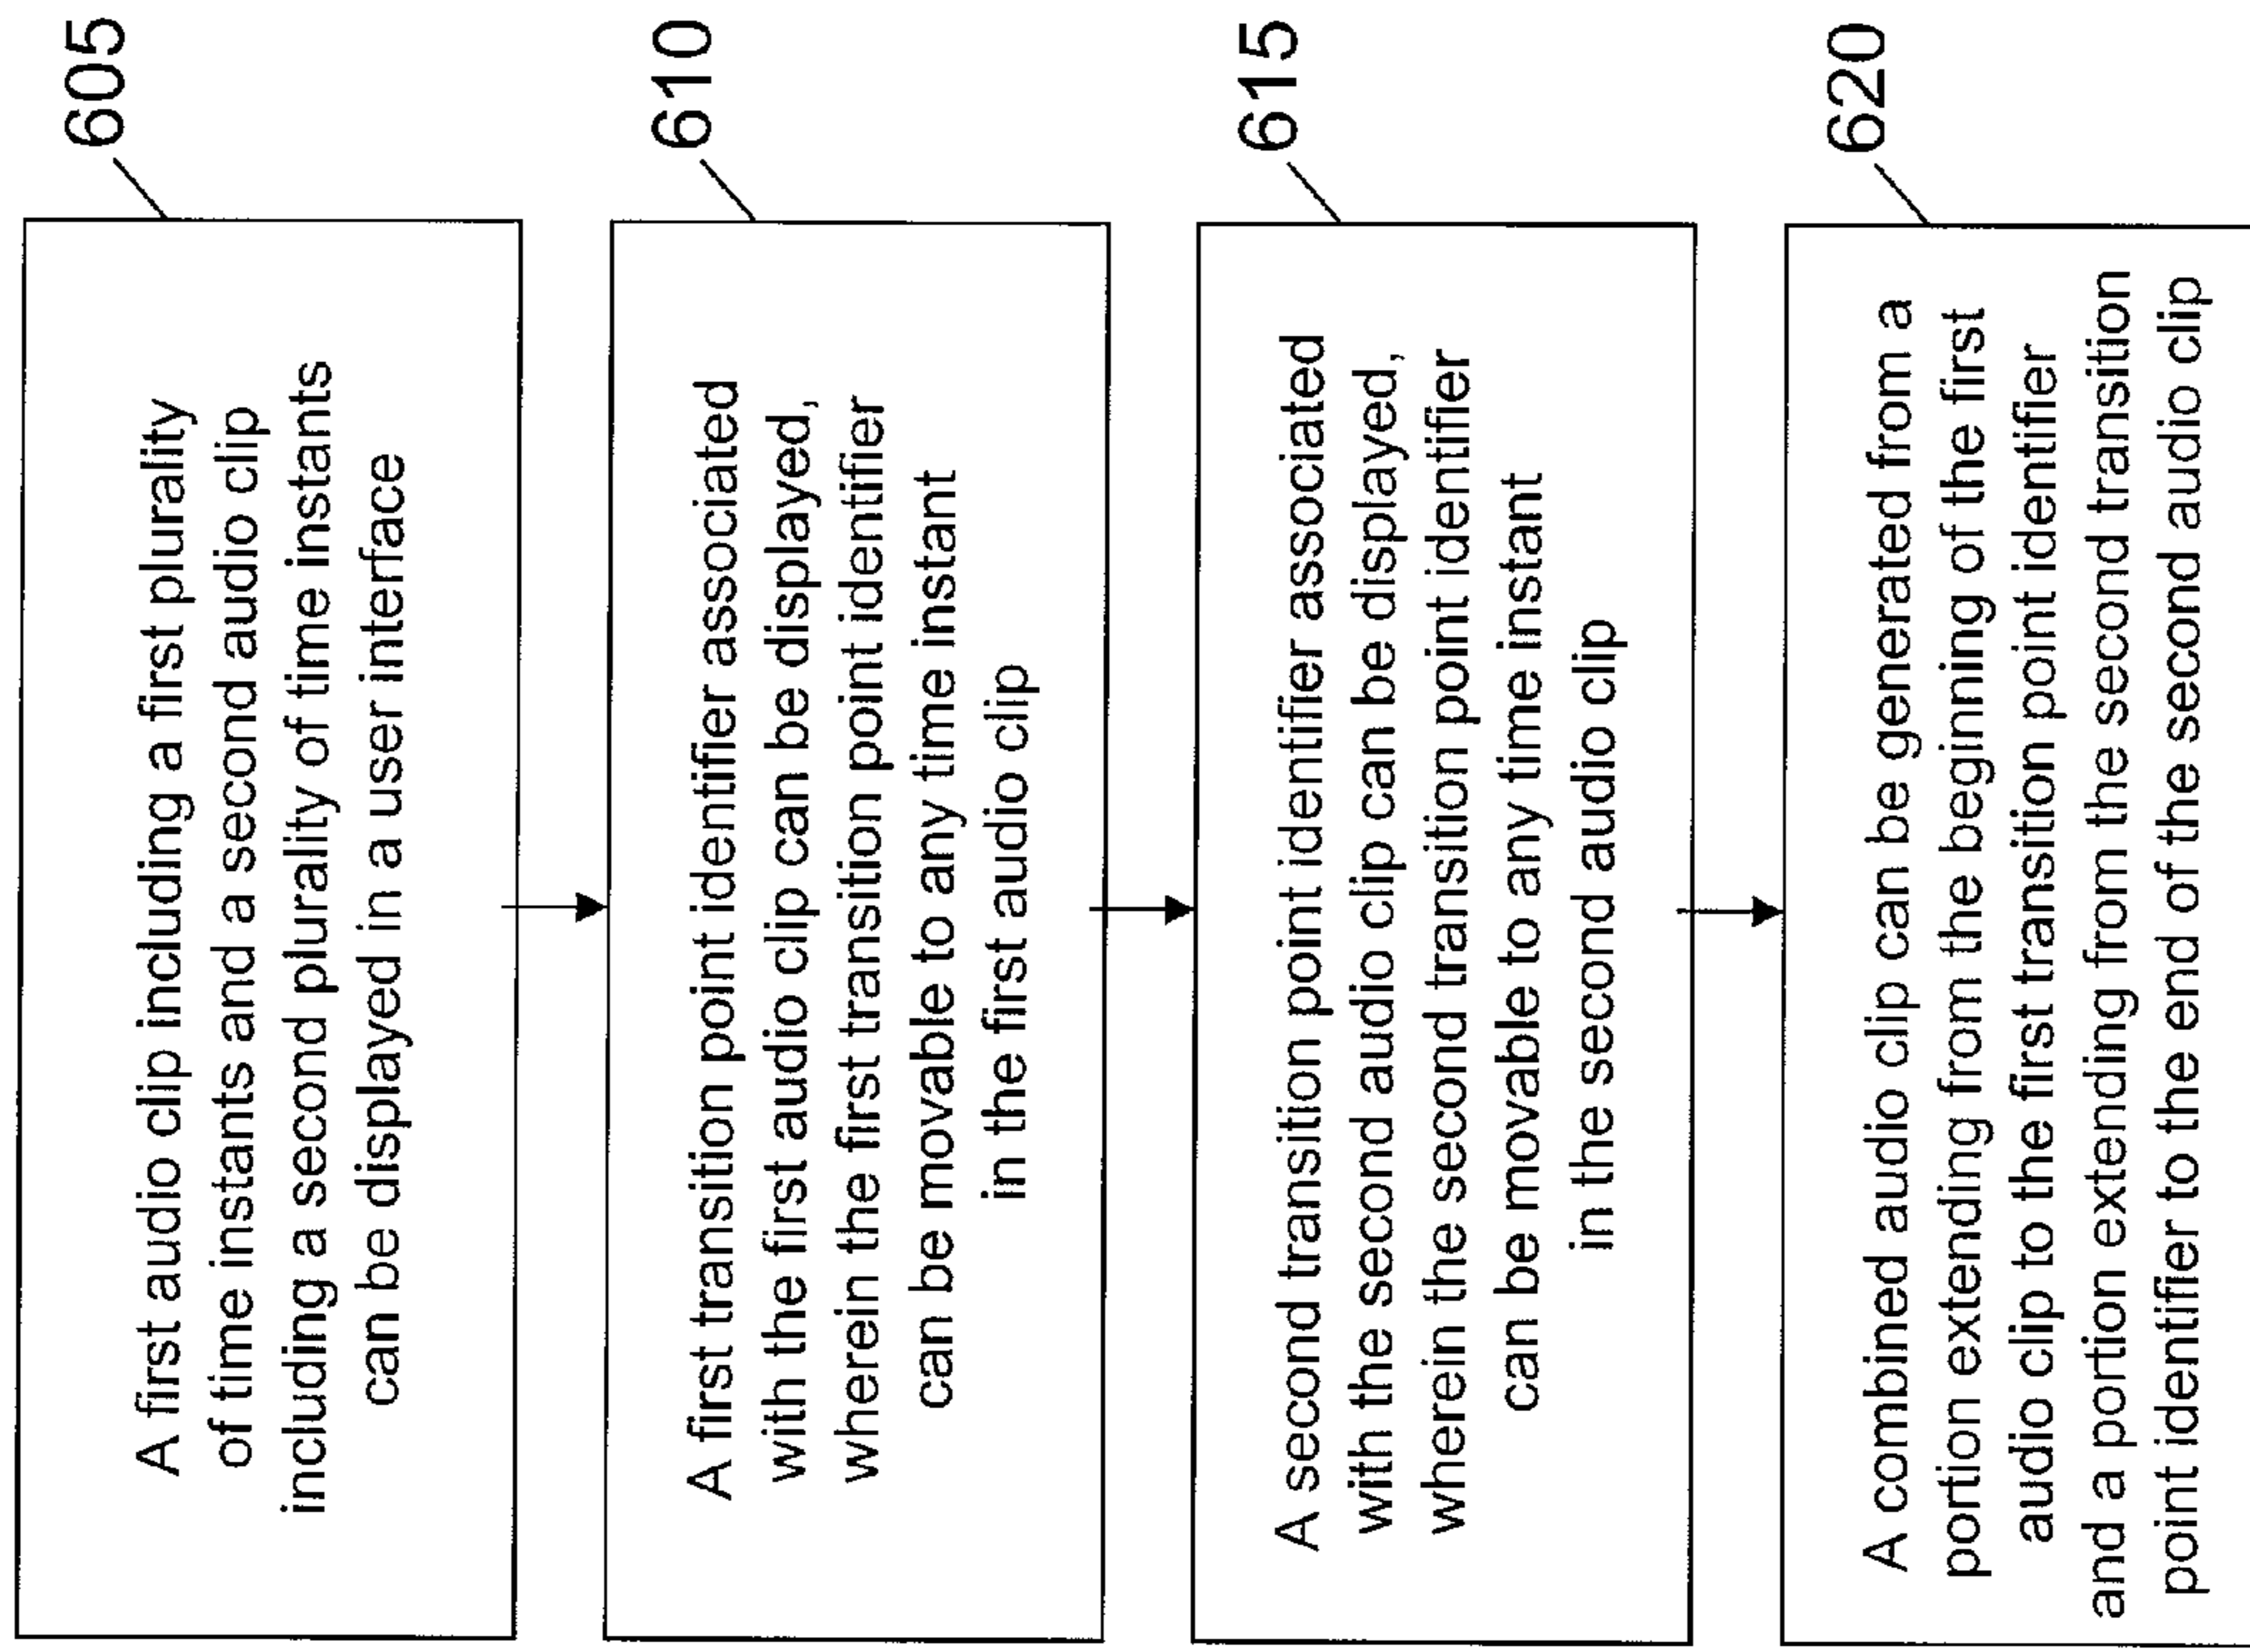 605
A first audio clip including a first plurality
of time instants and a second audio clip
including a second plurality of time instants
can be displayed in a user interface
610
A first transition point identifier associated
with the first audio clip can be displayed,
wherein the first transition point identifier
can be movable to any time instant
in the first audio clip
615
A second transition point identifier associated
with the second audio clip can be displayed,
wherein the second transition point identifier
can be movable to any time instant
in the second audio clip
620
A combined audio clip can be generated from a
portion extending from the beginning of the first
audio clip to the first transition point identifier
and a portion extending from the second transition
point identifier to the end of the second audio clip